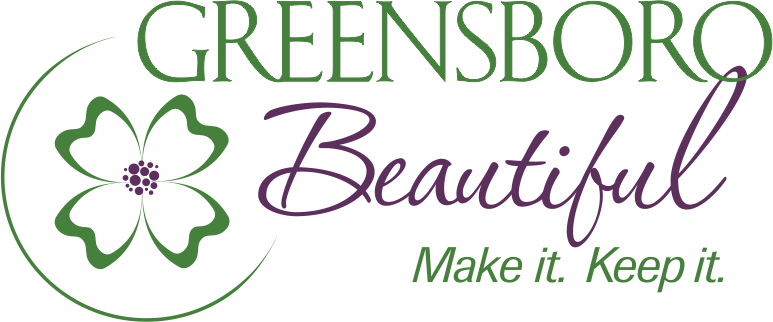 GREENSBORO
Beautiful
Make it. Keep it.